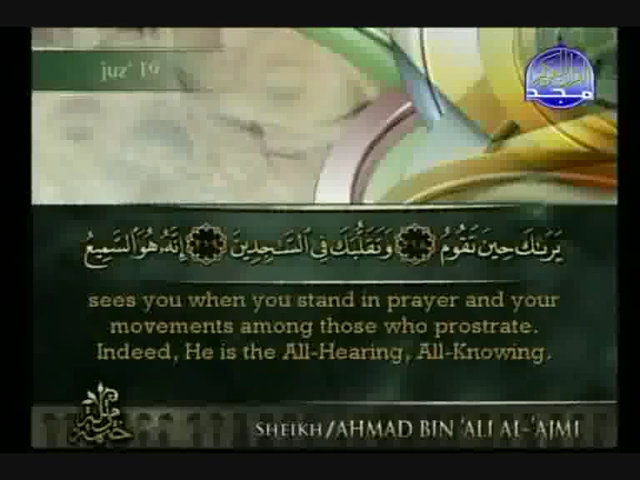 juz' 19
مجد
يَرَىٰكَ حِينَ تَقُومُ ﴿٢١٨﴾ وَتَقَلُّبَكَ فِي ٱلسَّـٰجِدِينَ ﴿٢١٩﴾ إِنَّهُۥ هُوَ ٱلسَّمِيعُ
sees you when you stand in prayer and your
movements among those who prostrate.
Indeed, He is the All-Hearing, All-Knowing.
SHEIKH/AHMAD BIN 'ALI AL-'AJMI